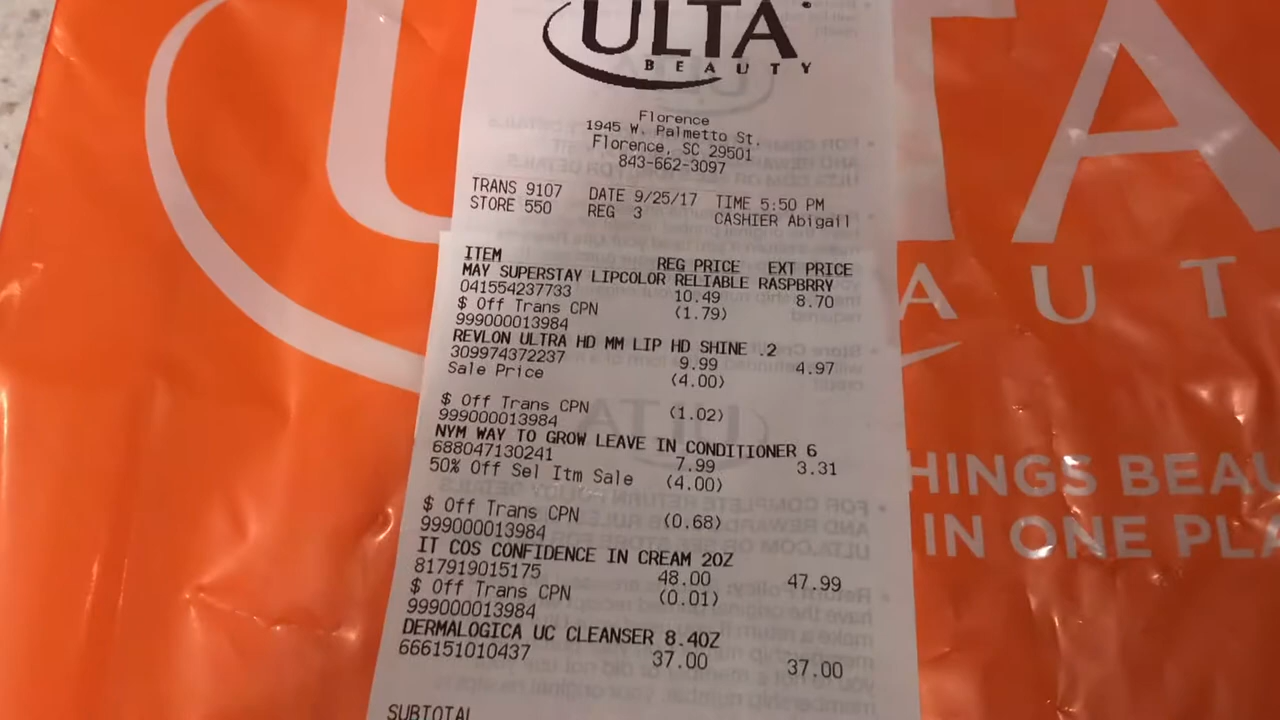 ULTA
BEAUTY
Florence
1945 W. Palmetto St.
Florence, SC 29501
843-662-3097
TRANS 9107 DATE 9/25/17 TIME 5:50 PM
STORE 550 REG 3 CASHIER Abigail
ITEM REG PRICE EXT PRICE
MAY SUPERSTAY LIPCOLOR RELIABLE RASPBRRY
041554237733 10.49 8.70
$ Off Trans CPN (1.79)
999000013984
REVLON ULTRA HD MM LIP HD SHINE .2
309974372237 9.99 4.97
Sale Price (4.00)
$ Off Trans CPN (1.02)
999000013984
NYM WAY TO GROW LEAVE IN CONDITIONER 6
688047130241 7.99 3.31
50% Off Sel Itm Sale (4.00)
$ Off Trans CPN (0.68)
999000013984
IT COS CONFIDENCE IN CREAM 2OZ
817919015175 48.00 47.99
$ Off Trans CPN (0.01)
999000013984
DERMALOGICA UC CLEANSER 8.4OZ
666151010437 37.00 37.00
SUBTOTAL
A U T
HINGS BEAU
IN ONE PLA